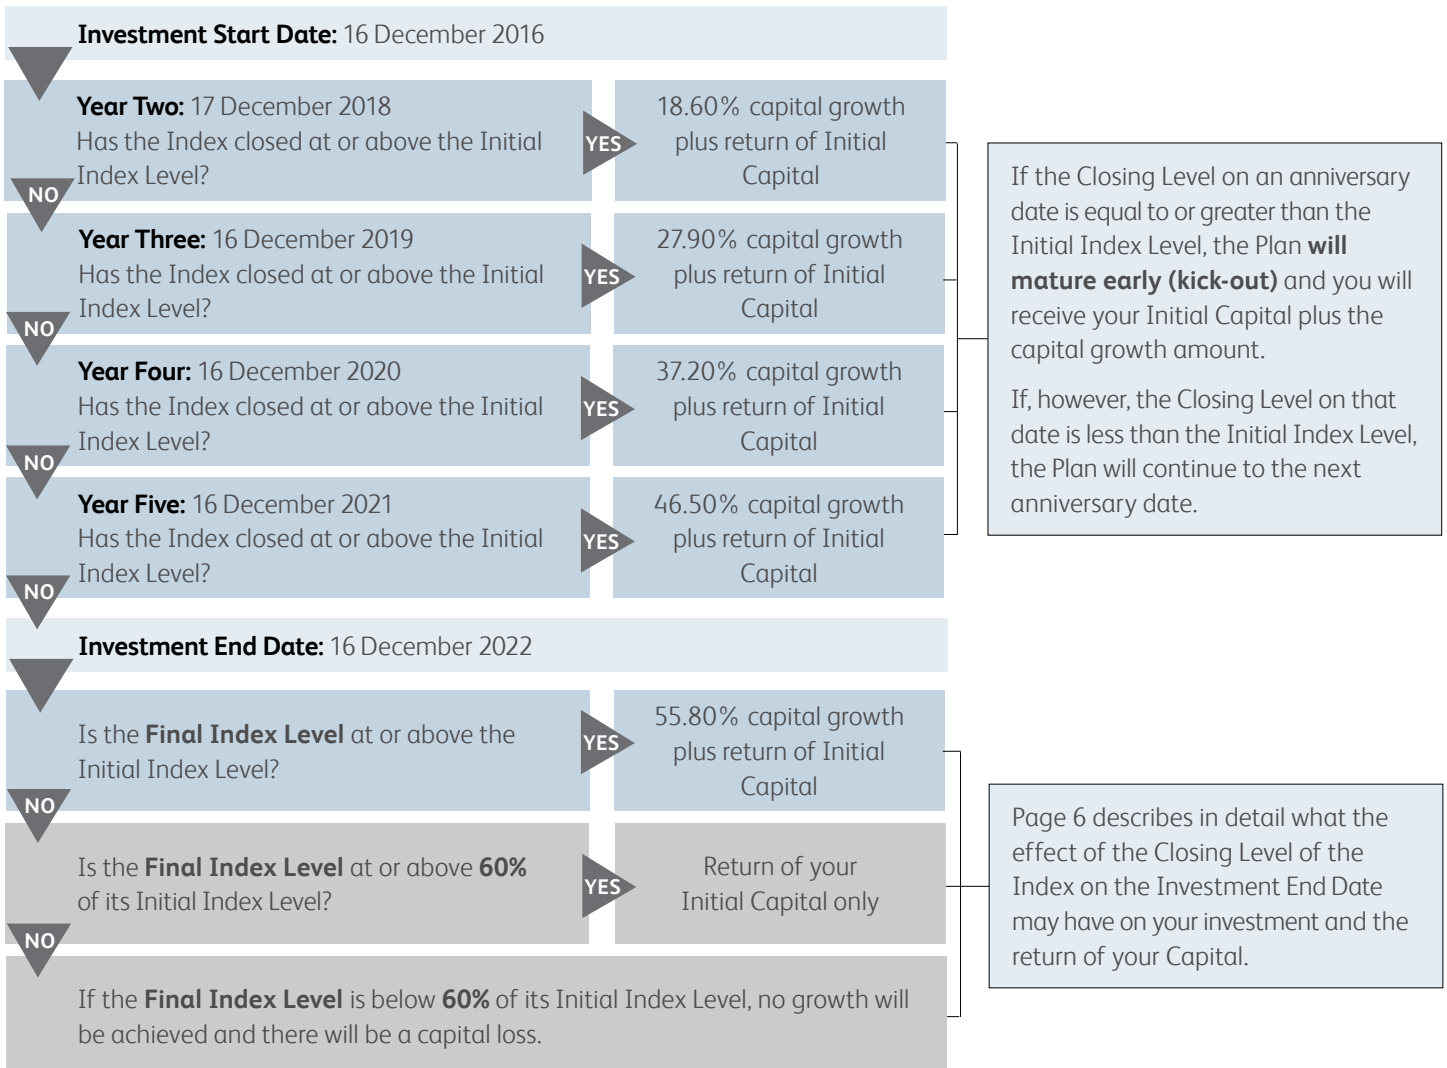 Investment Start Date: 16 December 2016
Year Two: 17 December 2018
Has the Index closed at or above the Initial
Index Level?
YES
18.60% capital growth
plus return of Initial
Capital
NO
Year Three: 16 December 2019
Has the Index closed at or above the Initial
Index Level?
YES
27.90% capital growth
plus return of Initial
Capital
NO
Year Four: 16 December 2020
Has the Index closed at or above the Initial
Index Level?
YES
37.20% capital growth
plus return of Initial
Capital
NO
Year Five: 16 December 2021
Has the Index closed at or above the Initial
Index Level?
YES
46.50% capital growth
plus return of Initial
Capital
NO
If the Closing Level on an anniversary
date is equal to or greater than the
Initial Index Level, the Plan will
mature early (kick-out) and you will
receive your Initial Capital plus the
capital growth amount.
If, however, the Closing Level on that
date is less than the Initial Index Level,
the Plan will continue to the next
anniversary date.
Investment End Date: 16 December 2022
Is the Final Index Level at or above the
Initial Index Level?
YES
55.80% capital growth
plus return of Initial
Capital
NO
Is the Final Index Level at or above 60%
of its Initial Index Level?
YES
Return of your
Initial Capital only
NO
If the Final Index Level is below 60% of its Initial Index Level, no growth will
be achieved and there will be a capital loss.
Page 6 describes in detail what the
effect of the Closing Level of the
Index on the Investment End Date
may have on your investment and the
return of your Capital.